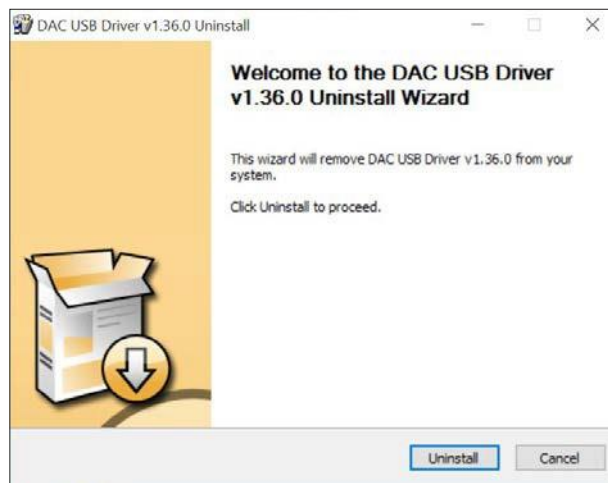 DAC USB Driver v1.36.0 Uninstall
Welcome to the DAC USB Driver
v1.36.0 Uninstall Wizard
This wizard will remove DAC USB Driver v1.36.0 from your
system.
Click Uninstall to proceed.
Uninstall
Cancel